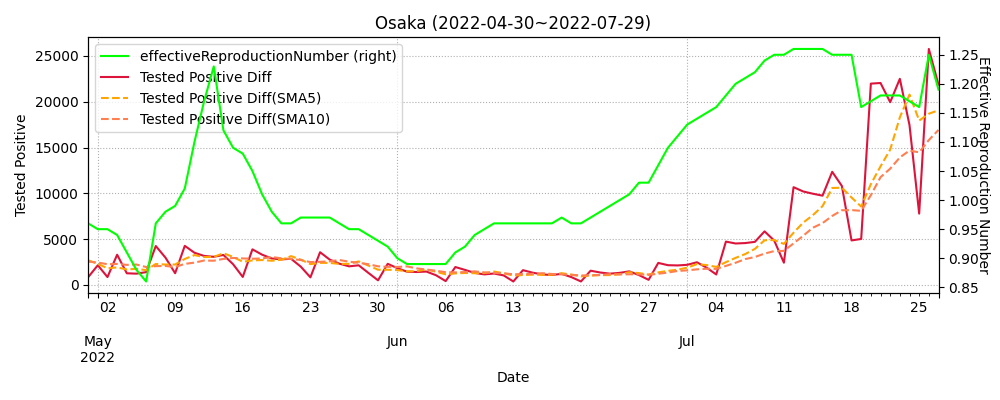 Osaka (2022-04-30~2022-07-29)
effectiveReproductionNumber (right)
Tested Positive Diff
Tested Positive Diff(SMA5)
Tested Positive Diff(SMA10)
Tested Positive
25000
20000
15000
10000
5000
0
1.25
1.20
1.15
1.10
1.05
1.00
0.95
0.90
0.85
Effective Reproduction Number
02 09 16 23 30 06 13 20 27 04 11 18 25
May Jun Jul
2022
Date